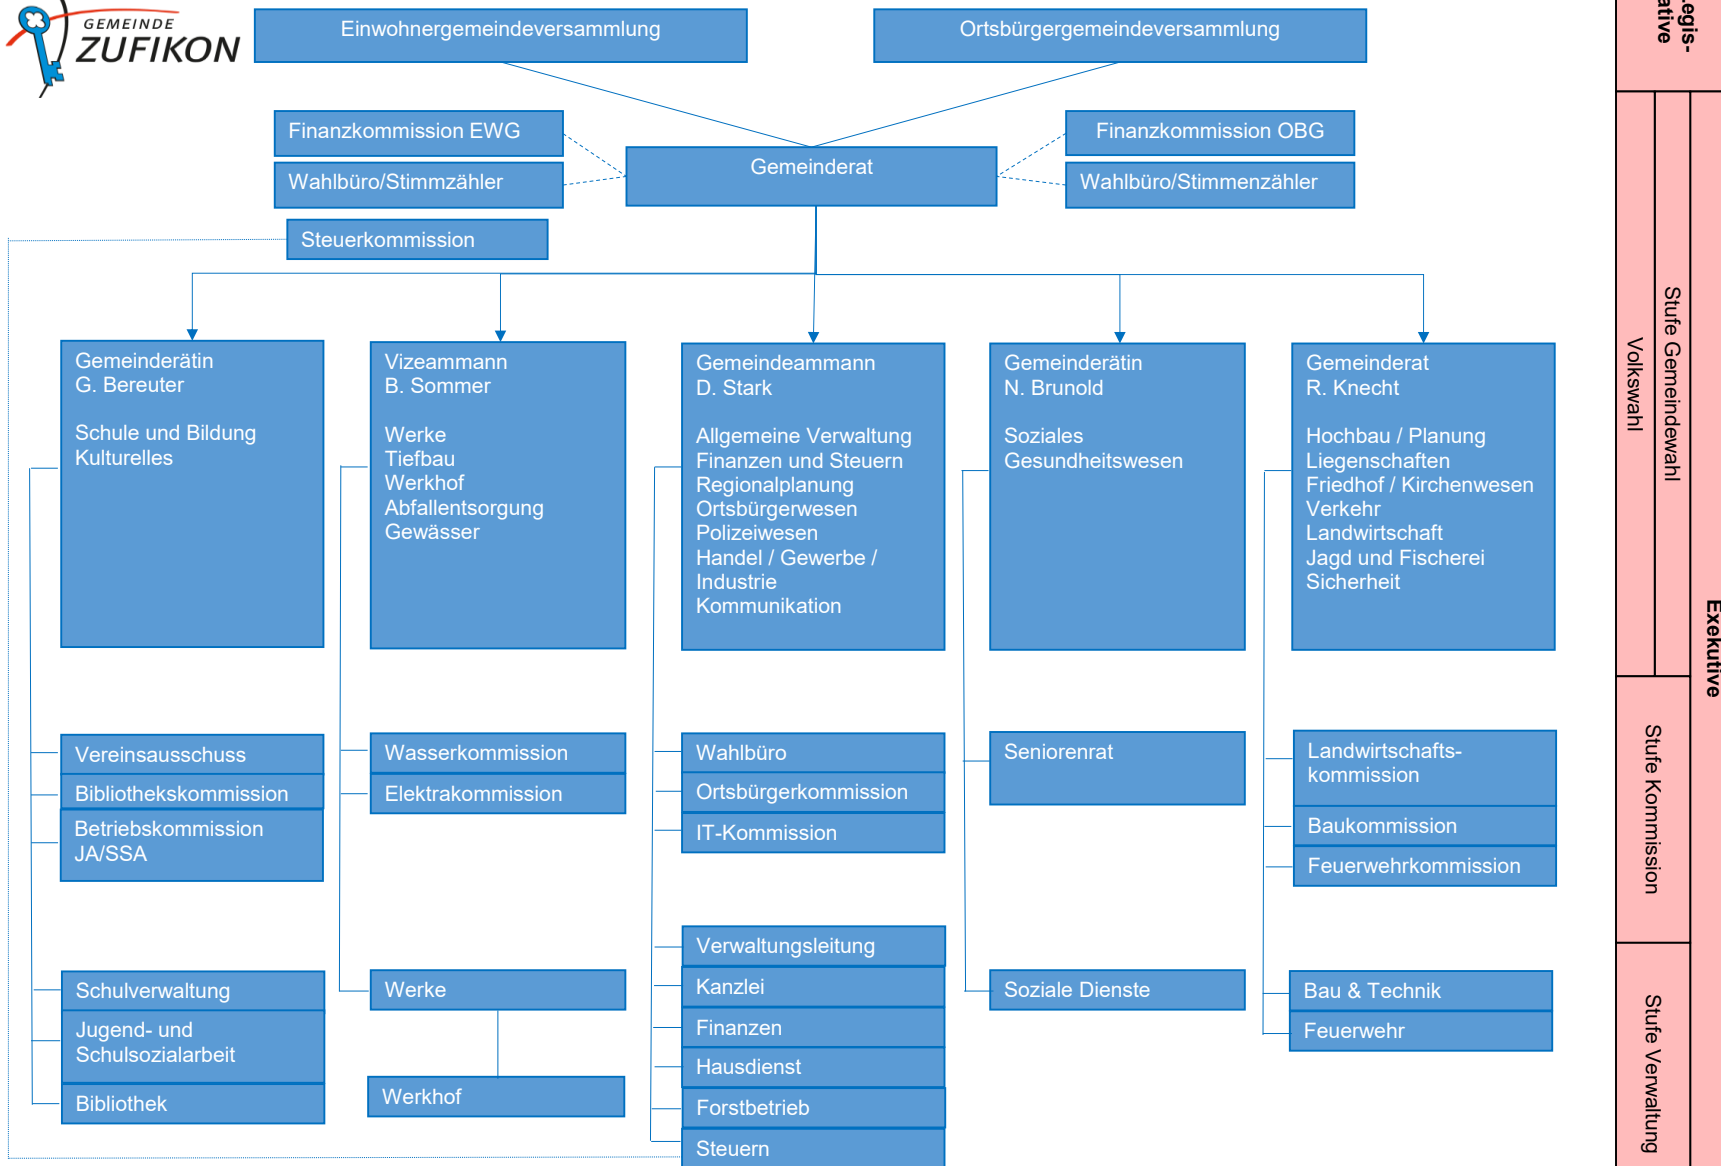 GEMEINDE
ZUFIKON
Einwohnergemeindeversammlung
Ortsbürgergemeindeversammlung
Finanzkommission EWG
Finanzkommission OBG
Gemeinderat
Wahlbüro/Stimmzähler
Wahlbüro/Stimmenzähler
Steuerkommission
Gemeinderätin
G. Bereuter
Schule und Bildung
Kulturelles
Vizeammann
B. Sommer
Werke
Tiefbau
Werkhof
Abfallentsorgung
Gewässer
Gemeindeammann
D. Stark
Allgemeine Verwaltung
Finanzen und Steuern
Regionalplanung
Ortsbürgerwesen
Polizeiwesen
Handel / Gewerbe /
Industrie
Kommunikation
Gemeinderätin
N. Brunold
Soziales
Gesundheitswesen
Gemeinderat
R. Knecht
Hochbau / Planung
Liegenschaften
Friedhof / Kirchenwesen
Verkehr
Landwirtschaft
Jagd und Fischerei
Sicherheit
Vereinsausschuss
Bibliothekskommission
Betriebskommission
JA/SSA
Wasserkommission
Elektrakommission
Wahlbüro
Ortsbürgerkommission
IT-Kommission
Seniorenrat
Landwirtschafts-
kommission
Baukommission
Feuerwehrkommission
Schulverwaltung
Jugend- und
Schulsozialarbeit
Bibliothek
Werke
Werkhof
Verwaltungsleitung
Kanzlei
Finanzen
Hausdienst
Forstbetrieb
Steuern
Soziale Dienste
Bau & Technik
Feuerwehr
egis-
ative
Stufe Gemeindewahl
Volkswahl
Exekutive
Stufe Kommission
Stufe Verwaltung